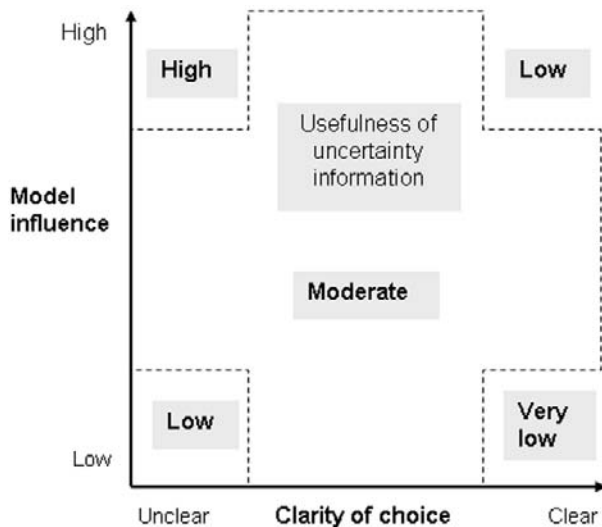 High
High
Low
Usefulness of
uncertainty
information
Model
influence
Moderate
Low
Very
low
Low
Unclear
Clarity of choice
Clear